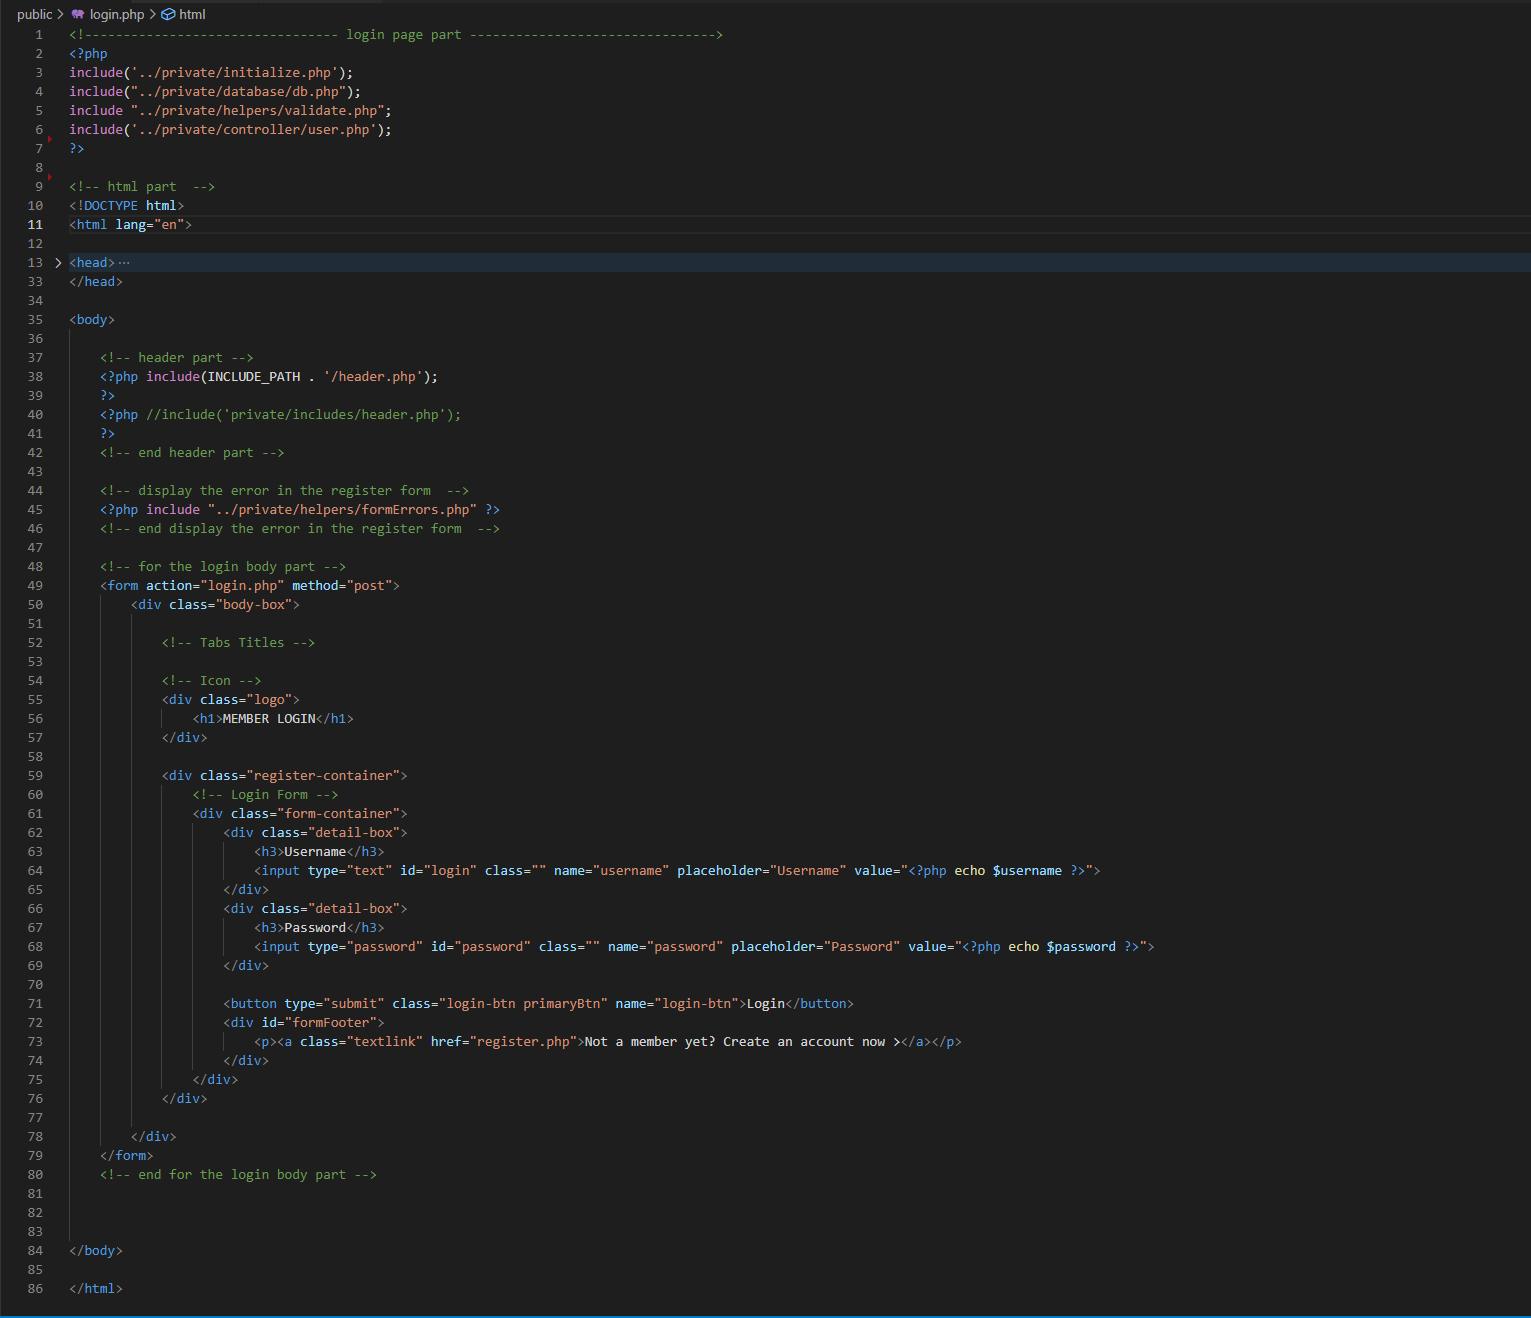 public > login.php > html
1 <!--------------------------------- login page part -------------------------------->
2 <?php
3 include('../private/initialize.php');
4 include("../private/database/db.php");
5 include "../private/helpers/validate.php";
6 include('../private/controller/user.php');
7 ?>
8
9 <!-- html part  -->
10 <!DOCTYPE html>
11 <html lang="en">
12
13 > <head>···
33 </head>
34
35 <body>
36
37     <!-- header part -->
38     <?php include(INCLUDE_PATH . '/header.php');
39     ?>
40     <?php //include('private/includes/header.php');
41     ?>
42     <!-- end header part -->
43
44     <!-- display the error in the register form  -->
45     <?php include "../private/helpers/formErrors.php" ?>
46     <!-- end display the error in the register form  -->
47
48     <!-- for the login body part -->
49     <form action="login.php" method="post">
50         <div class="body-box">
51
52             <!-- Tabs Titles -->
53
54             <!-- Icon -->
55             <div class="logo">
56                 <h1>MEMBER LOGIN</h1>
57             </div>
58
59             <div class="register-container">
60                 <!-- Login Form -->
61                 <div class="form-container">
62                     <div class="detail-box">
63                         <h3>Username</h3>
64                         <input type="text" id="login" class="" name="username" placeholder="Username" value="<?php echo $username ?>">
65                     </div>
66                     <div class="detail-box">
67                         <h3>Password</h3>
68                         <input type="password" id="password" class="" name="password" placeholder="Password" value="<?php echo $password ?>">
69                     </div>
70
71                     <button type="submit" class="login-btn primaryBtn" name="login-btn">Login</button>
72                     <div id="formFooter">
73                         <p><a class="textlink" href="register.php">Not a member yet? Create an account now ></a></p>
74                     </div>
75                 </div>
76             </div>
77
78         </div>
79     </form>
80     <!-- end for the login body part -->
81
82
83
84 </body>
85
86 </html>